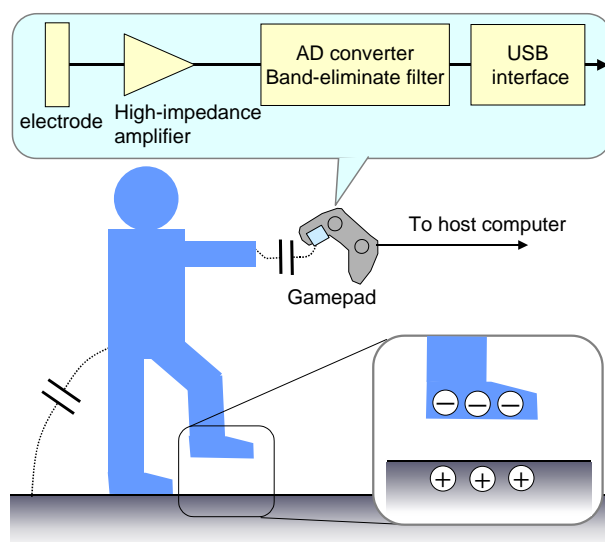 electrode
High-impedance
amplifier
AD converter
Band-eliminate filter
USB
interface
To host computer
Gamepad
− − −
+ + +